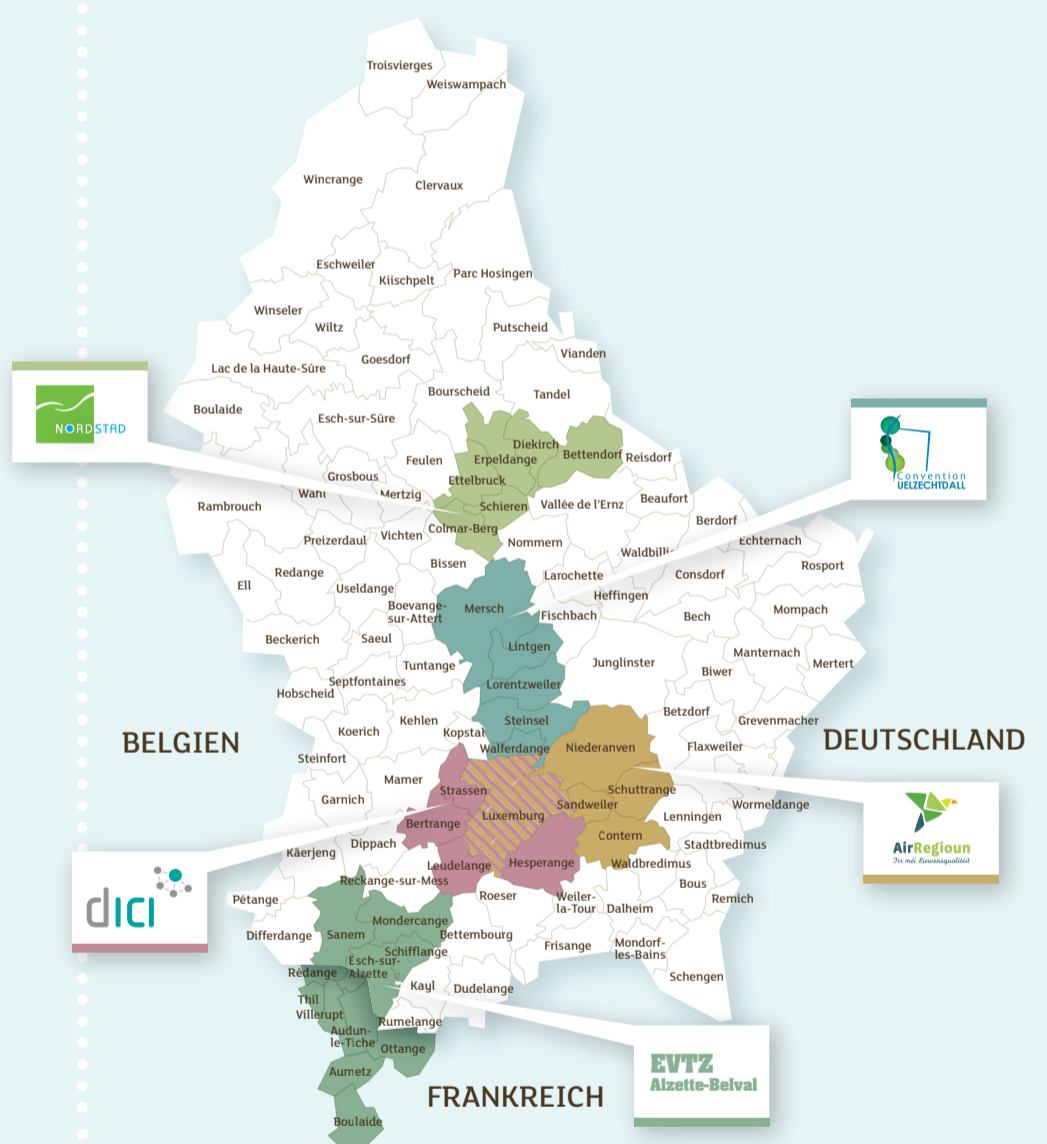 Troisvierges
Weiswampach
Wincrange
Clervaux
Eschweiler
Kiischpelt
Parc Hosingen
Winseler
Wiltz
Putscheid
Vianden
Goesdorf
Lac de la Haute-Sûre
Bourscheid
Tandel
Boulaide
Esch-sur-Sûre
NORDSTAD
Diekirch
Erpeldange
Bettendorf
Reisdorf
Feulen
Ettelbruck
Convention
UELZECHTDALL
Grosbous
Wahl
Mertzig
Rambrouch
Schieren
Vallée de l'Ernz
Beaufort
Colmar-Berg
Berdorf
Preizerdaul
Vichten
Nommern
Echternach
Bissen
Rosport
Ell
Redange
Useldange
Larochette
Consdorf
Heffingen
Boevange-
sur-Attert
Mersch
Fischbach
Bech
Mompach
Beckerich
Saeul
Lintgen
Manternach
Mertert
Tuntange
Junglinster
Biwer
Septfontaines
Lorentzweiler
Hobscheid
Betzdorf
Grevenmacher
Kehlen
Steinsel
Koerich
Kopstal
BELGIEN
DEUTSCHLAND
Walferdange
Niederanven
Flaxweiler
Steinfort
Mamer
Strassen
Schuttrange
Garnich
Sandweiler
Wormeldange
Luxemburg
Lenningen
Bertrange
Contern
Stadtbredimus
Dippach
AirRegioun
Fir méi Liewensqualitéit
Käerjeng
Leudelange
Hesperange
Waldbredimus
Reckange-sur-Mess
Bous
Roeser
Weiler-
la-Tour
Remich
Pétange
dici
Dalheim
Mondercange
Differdange
Sanem
Bettembourg
Frisange
Mondorf-
les-Bains
Schifflange
Esch-sur-
Alzette
Rédange
Schengen
Kayl
Dudelange
Thil
Villerupt
Rumelange
Audun-
le-Tiche
Ottange
Aumetz
EVTZ
Alzette-Belval
FRANKREICH
Boulaide